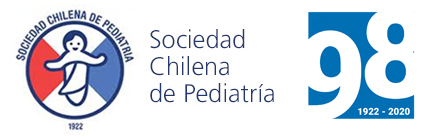 SOCIEDAD CHILENA DE PEDIATRIA
1922
Sociedad
Chilena
de Pediatría
98
1922 - 2020